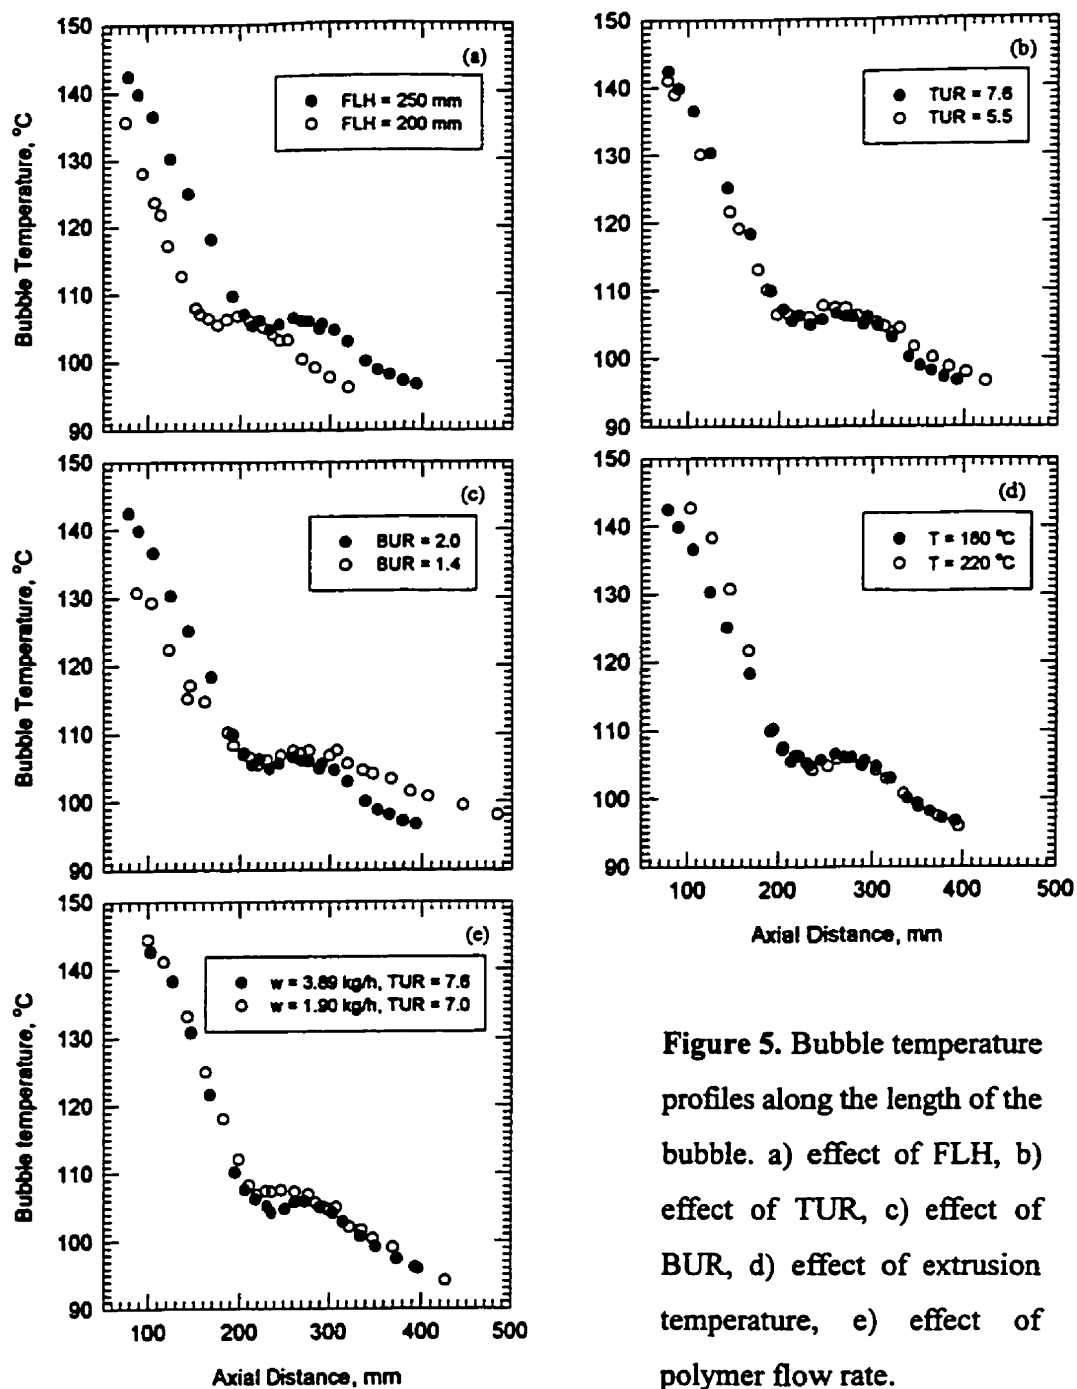 150
140
130
120
110
100
90
Bubble Temperature, °C
(a)
FLH = 250 mm
FLH = 200 mm
150
140
130
120
110
100
90
(b)
TUR = 7.6
TUR = 5.5
150
140
130
120
110
100
90
Bubble Temperature, °C
(c)
BUR = 2.0
BUR = 1.4
150
140
130
120
110
100
90
(d)
T = 180 °C
T = 220 °C
100 200 300 400 500
Axial Distance, mm
150
140
130
120
110
100
90
Bubble temperature, °C
(e)
w = 3.89 kg/h, TUR = 7.6
w = 1.90 kg/h, TUR = 7.0
100 200 300 400 500
Axial Distance, mm
Figure 5. Bubble temperature
profiles along the length of the
bubble. a) effect of FLH, b)
effect of TUR, c) effect of
BUR, d) effect of extrusion
temperature, e) effect of
polymer flow rate.